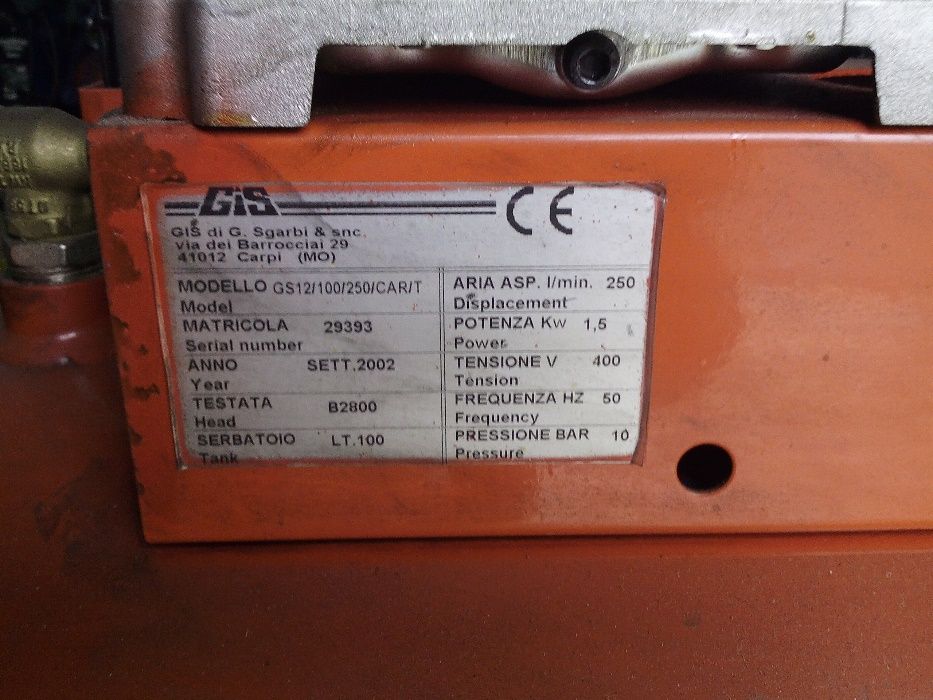 GiS
CE
GIS di G. Sgarbi & snc.
via dei Barrocciai 29
41012 Carpi (MO)
MODELLO GS12/100/250/CAR/T
Model
MATRICOLA 29393
Serial number
ANNO SETT.2002
Year
TESTATA B2800
Head
SERBATOIO LT.100
Tank
ARIA ASP. l/min. 250
Displacement
POTENZA Kw 1,5
Power
TENSIONE V 400
Tension
FREQUENZA HZ 50
Frequency
PRESSIONE BAR 10
Pressure